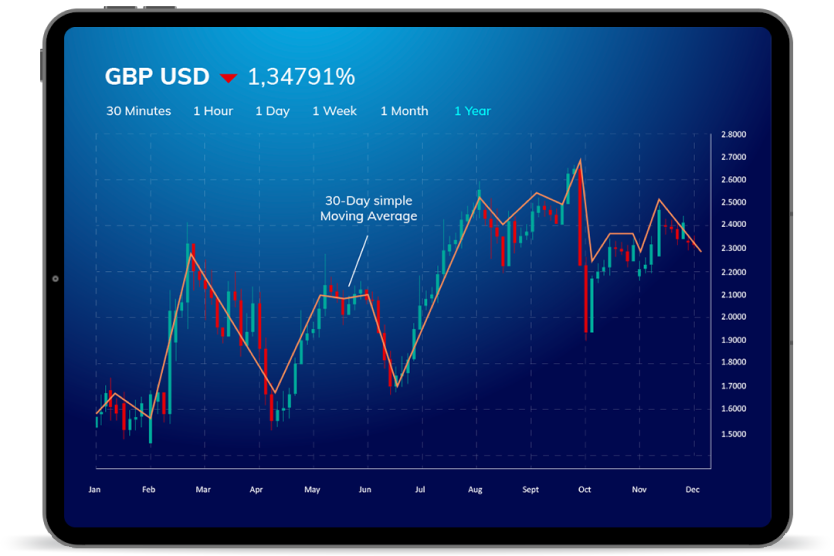 GBP USD 1,34791%
30 Minutes 1 Hour 1 Day 1 Week 1 Month 1 Year
30-Day simple
Moving Average
2.8000
2.7000
2.6000
2.5000
2.4000
2.3000
2.2000
2.1000
2.0000
1.9000
1.8000
1.7000
1.6000
1.5000
Jan Feb Mar Apr May Jun Jul Aug Sept Oct Nov Dec